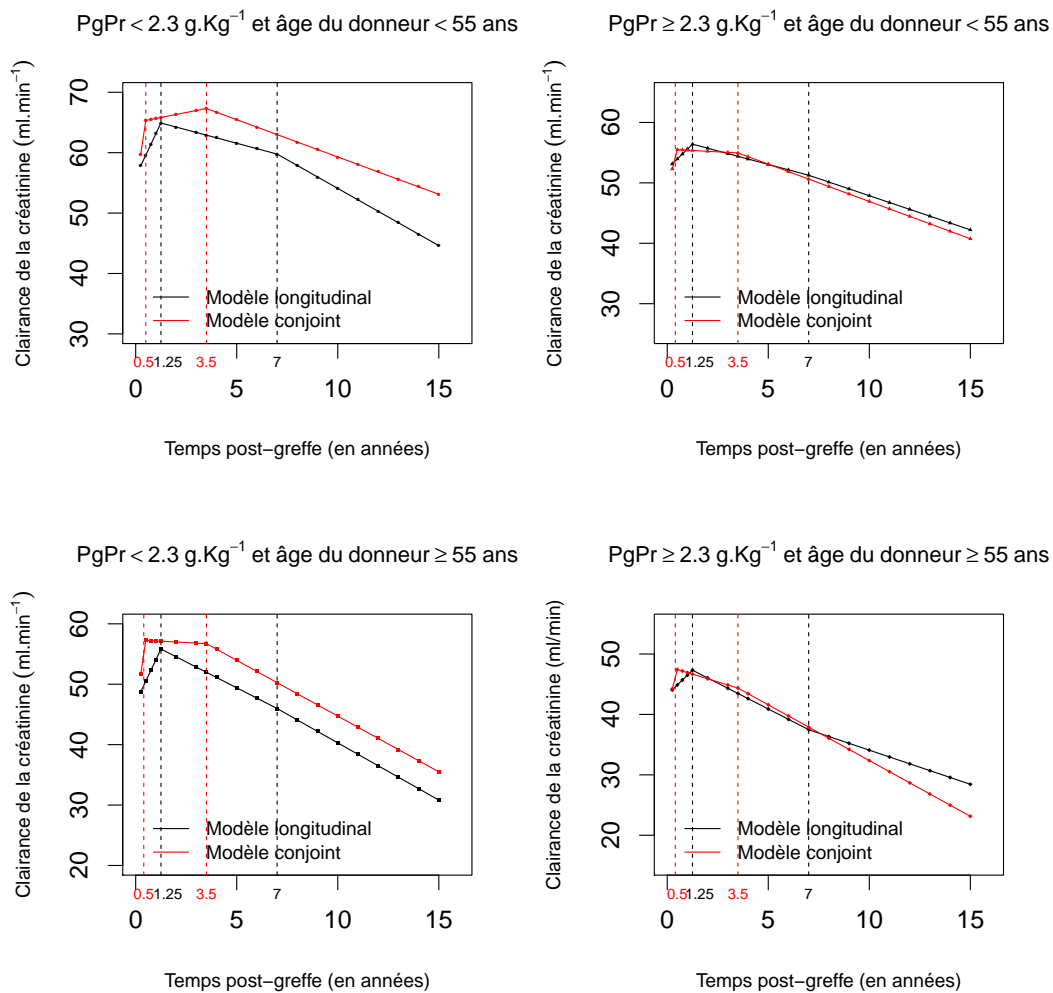 PgPr < 2.3 g.Kg⁻¹ et âge du donneur < 55 ans
Clairance de la créatinine (ml.min⁻¹)
70
60
50
40
30
Modèle longitudinal
Modèle conjoint
0.5 1.25 3.5 7
0 5 10 15
Temps post−greffe (en années)
PgPr ≥ 2.3 g.Kg⁻¹ et âge du donneur < 55 ans
Clairance de la créatinine (ml.min⁻¹)
60
50
40
30
Modèle longitudinal
Modèle conjoint
0.5 1.25 3.5 7
0 5 10 15
Temps post−greffe (en années)
PgPr < 2.3 g.Kg⁻¹ et âge du donneur ≥ 55 ans
Clairance de la créatinine (ml.min⁻¹)
60
50
40
30
20
Modèle longitudinal
Modèle conjoint
0.5 1.25 3.5 7
0 5 10 15
Temps post−greffe (en années)
PgPr ≥ 2.3 g.Kg⁻¹ et âge du donneur ≥ 55 ans
Clairance de la créatinine (ml/min)
50
40
30
20
Modèle longitudinal
Modèle conjoint
0.5 1.25 3.5 7
0 5 10 15
Temps post−greffe (en années)